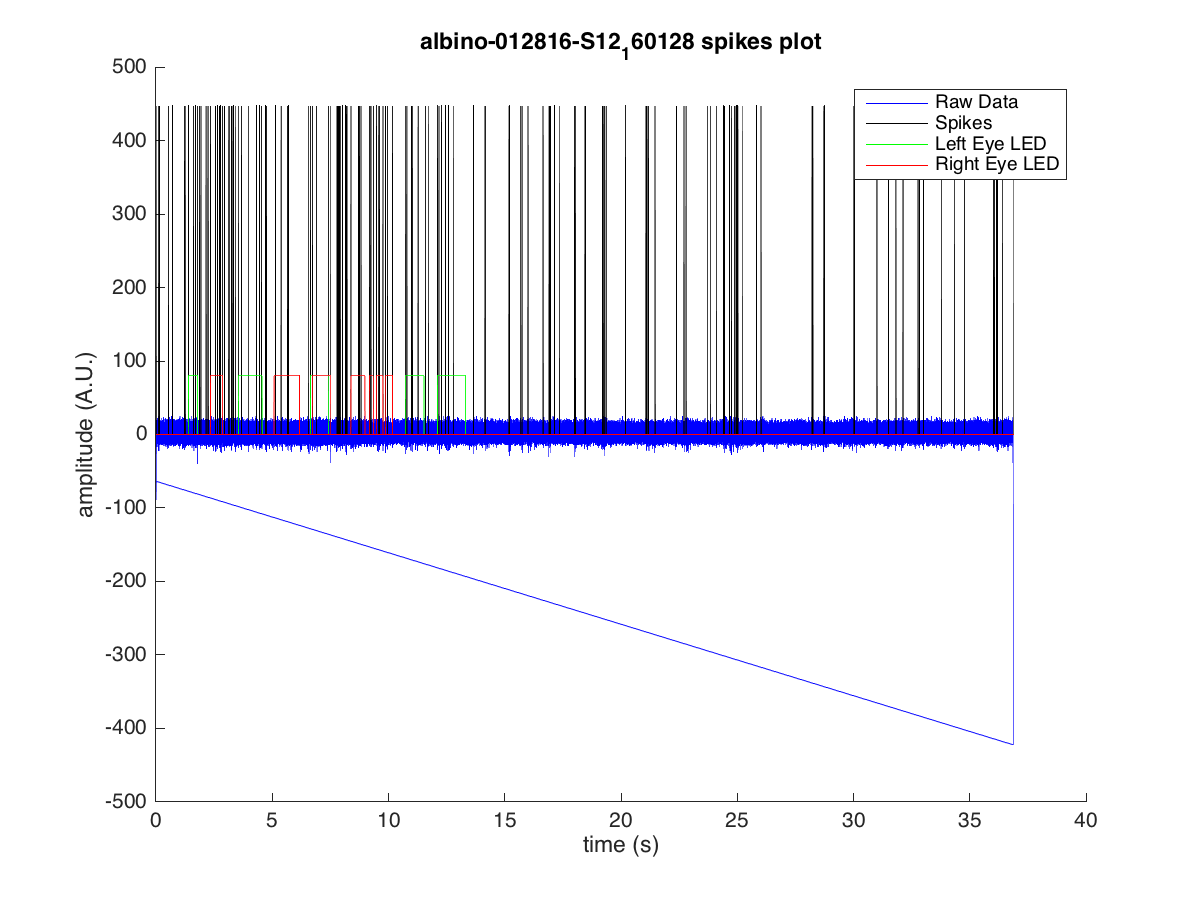 albino-012816-S12₁60128 spikes plot
500
400
300
200
100
0
-100
-200
-300
-400
-500
amplitude (A.U.)
Raw Data
Spikes
Left Eye LED
Right Eye LED
0 5 10 15 20 25 30 35 40
time (s)